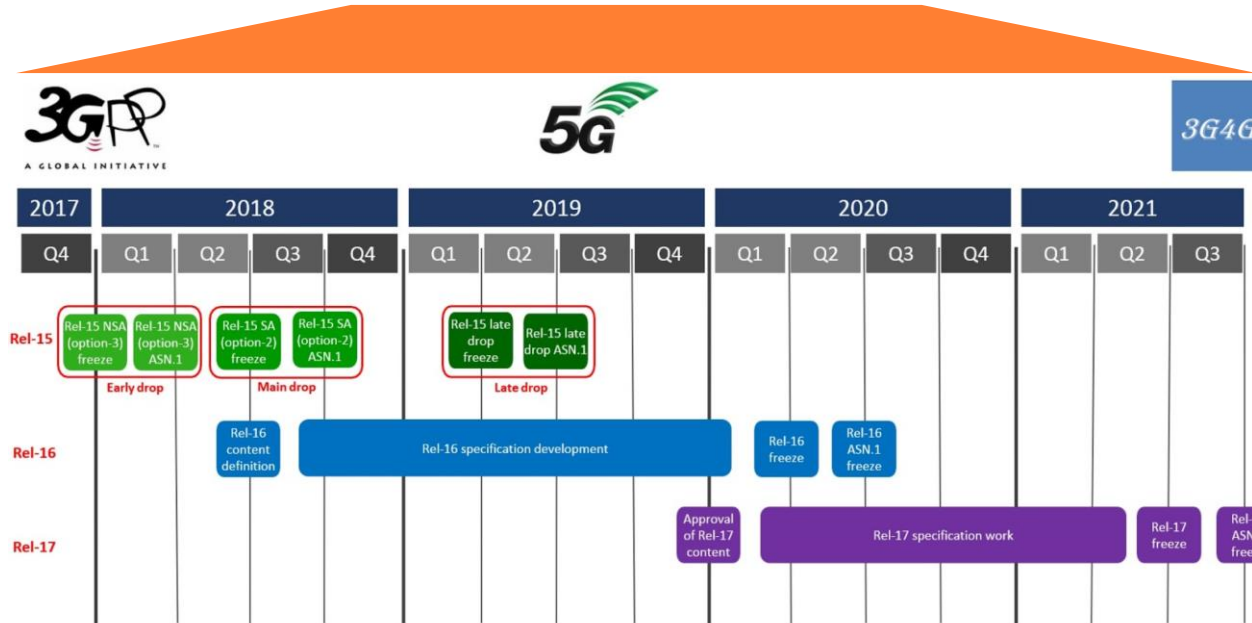 3GPP
A GLOBAL INITIATIVE
5G
3G4G
2017 2018 2019 2020 2021
Q4 Q1 Q2 Q3 Q4 Q1 Q2 Q3 Q4 Q1 Q2 Q3 Q4 Q1 Q2 Q3
Rel-15
Rel-15 NSA
(option-3)
freeze
Rel-15 NSA
(option-3)
ASN.1
Early drop
Rel-15 SA
(option-2)
freeze
Rel-15 SA
(option-2)
ASN.1
Main drop
Rel-15 late
drop
freeze
Rel-15 late
drop ASN.1
Late drop
Rel-16
Rel-16
content
definition
Rel-16 specification development
Rel-16
freeze
Rel-16
ASN.1
freeze
Rel-17
Approval
of Rel-17
content
Rel-17 specification work
Rel-17
freeze
Rel-
ASN.
free